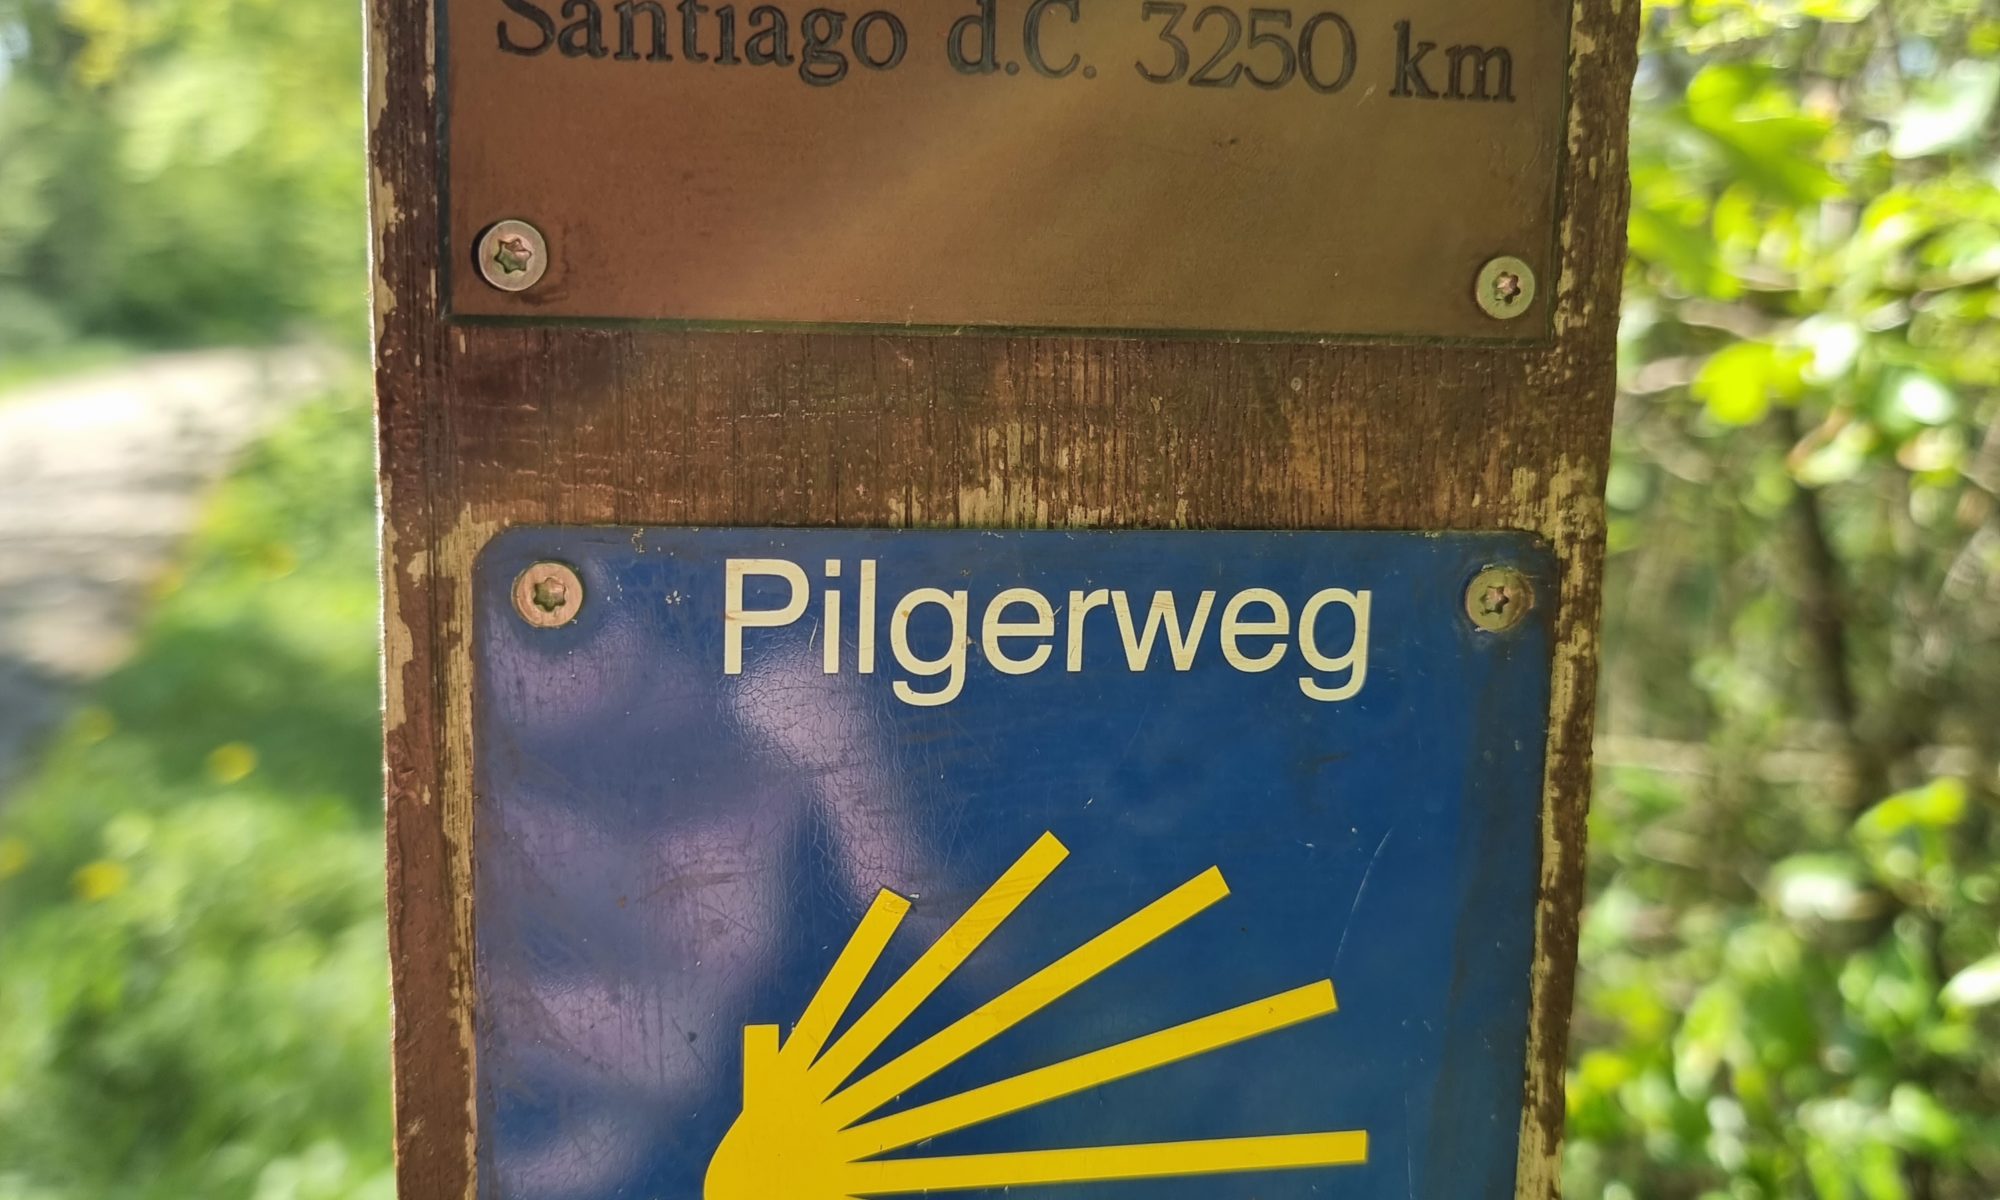 Santiago d.C. 3250 km
Pilgerweg